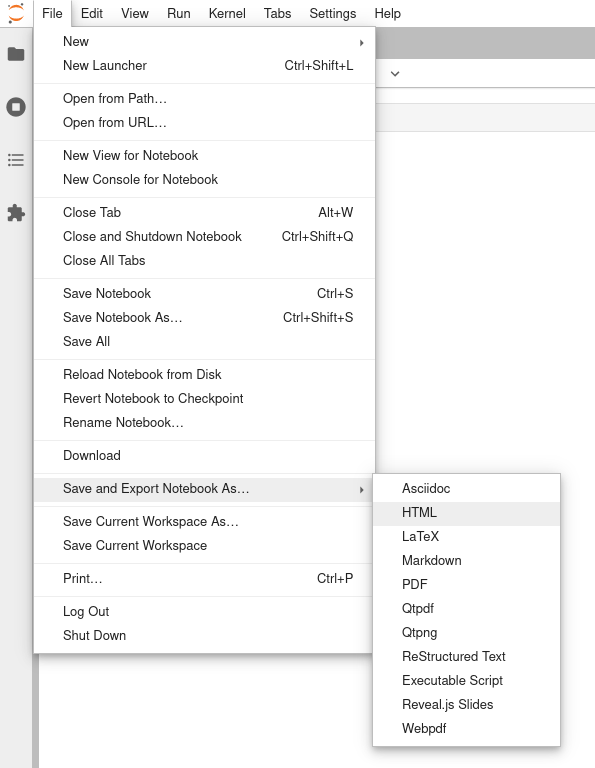 File Edit View Run Kernel Tabs Settings Help
New
New Launcher Ctrl+Shift+L
Open from Path…
Open from URL…
New View for Notebook
New Console for Notebook
Close Tab Alt+W
Close and Shutdown Notebook Ctrl+Shift+Q
Close All Tabs
Save Notebook Ctrl+S
Save Notebook As… Ctrl+Shift+S
Save All
Reload Notebook from Disk
Revert Notebook to Checkpoint
Rename Notebook…
Download
Save and Export Notebook As…
Save Current Workspace As…
Save Current Workspace
Print… Ctrl+P
Log Out
Shut Down
Asciidoc
HTML
LaTeX
Markdown
PDF
Qtpdf
Qtpng
ReStructured Text
Executable Script
Reveal.js Slides
Webpdf